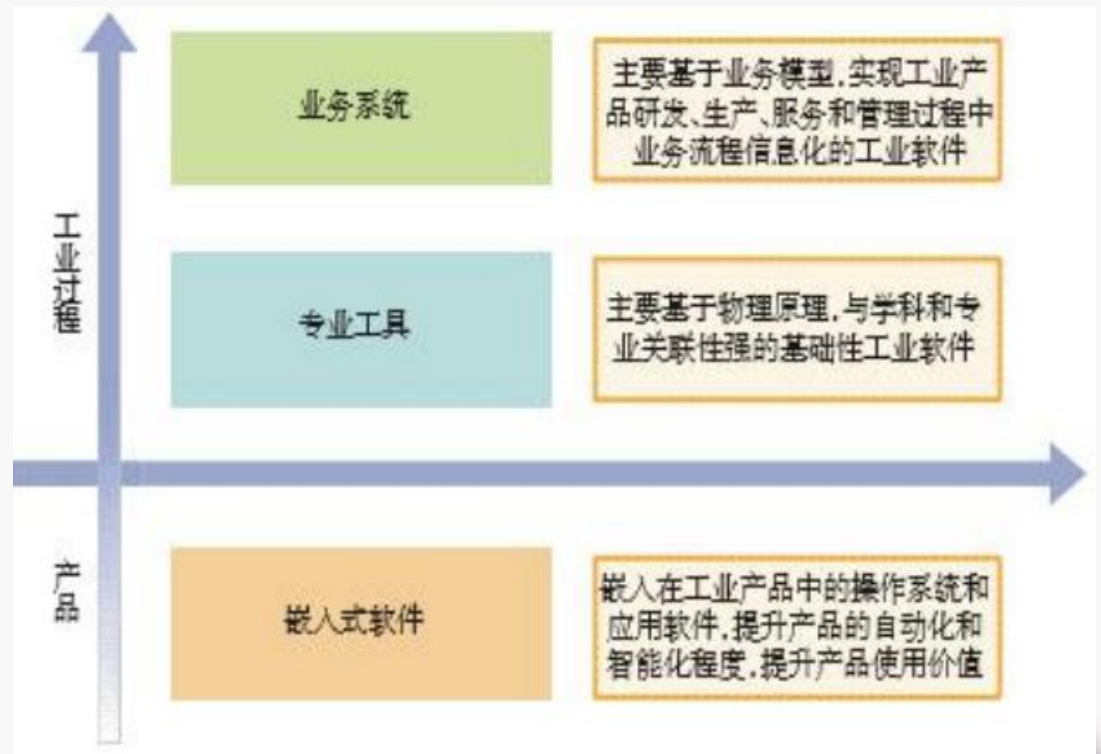 业务系统
主要基于业务模型,实现工业产
品研发、生产、服务和管理过程中
业务流程信息化的工业软件
工业过程
专业工具
主要基于物理原理,与学科和专
业关联性强的基础性工业软件
产品
嵌入式软件
嵌入在工业产品中的操作系统和
应用软件,提升产品的自动化和
智能化程度,提升产品使用价值